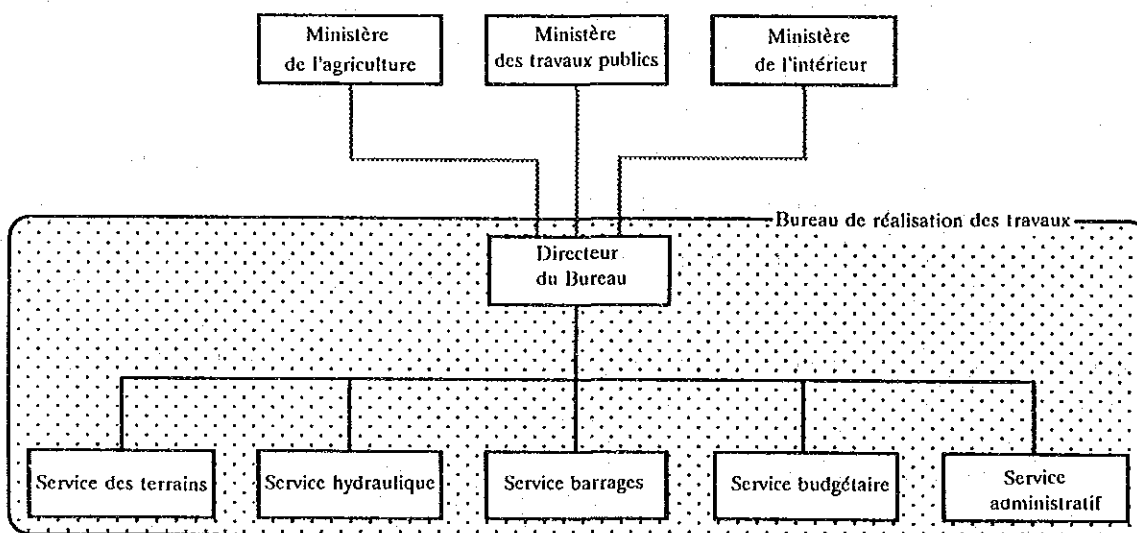 Ministère
de l'agriculture
Ministère
des travaux publics
Ministère
de l'intérieur
Bureau de réalisation des travaux
Directeur
du Bureau
Service des terrains
Service hydraulique
Service barrages
Service budgétaire
Service
administratif